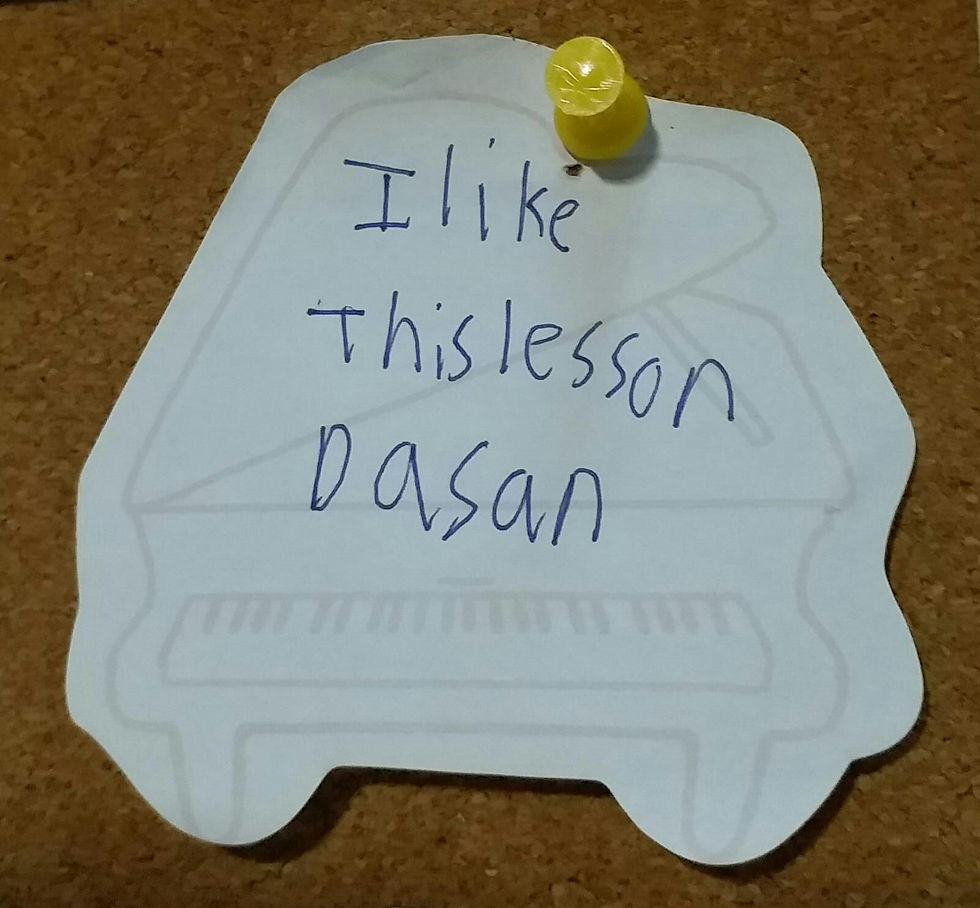 I like
This lesson
Dasan